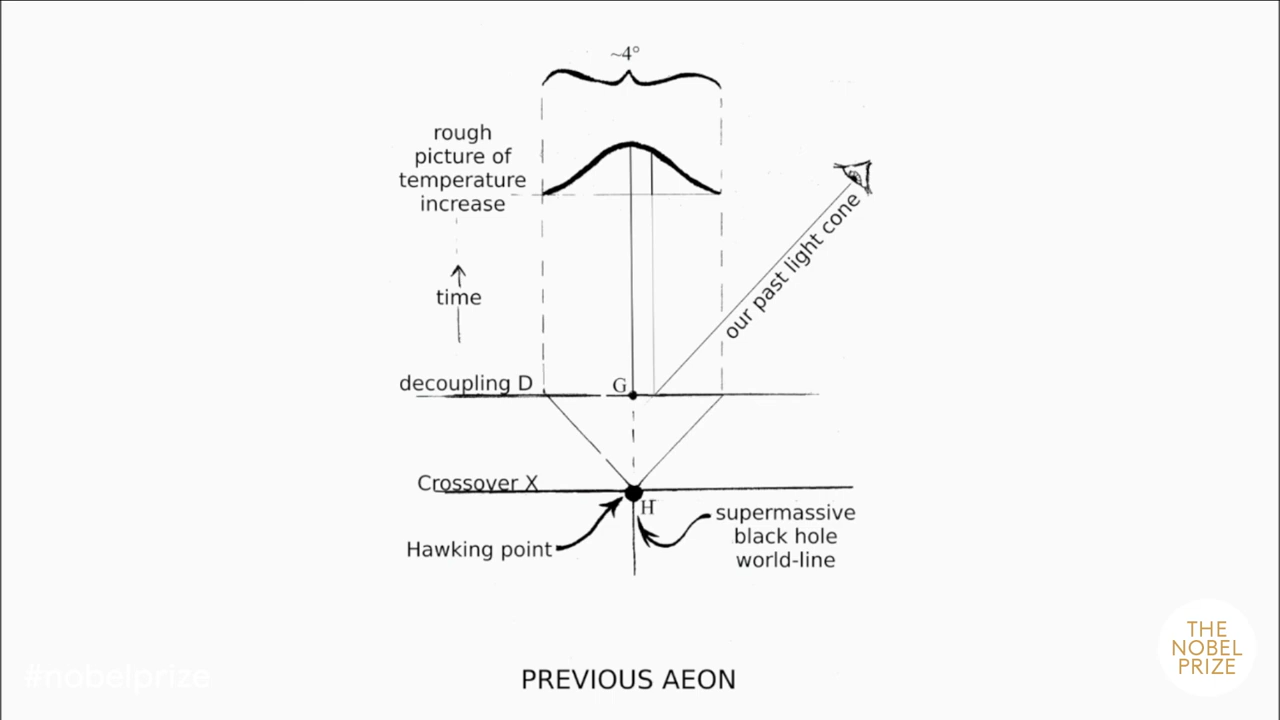 ~4°
rough
picture of
temperature
increase
time
our past light cone
decoupling D
G
Crossover X
H
Hawking point
supermassive
black hole
world-line
PREVIOUS AEON
#nobelprize
THE
NOBEL
PRIZE